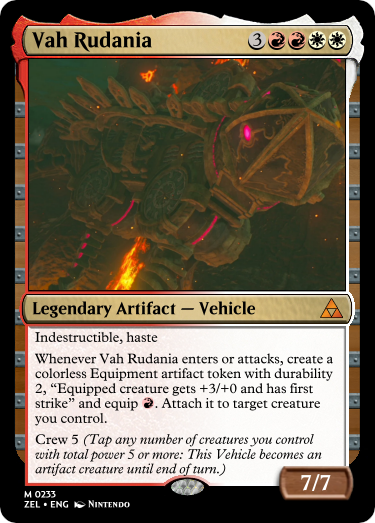 Vah Rudania 3
Legendary Artifact — Vehicle
Indestructible, haste
Whenever Vah Rudania enters or attacks, create a
colorless Equipment artifact token with durability
2, “Equipped creature gets +3/+0 and has first
strike” and equip . Attach it to target creature
you control.
Crew 5 (Tap any number of creatures you control
with total power 5 or more: This Vehicle becomes an
artifact creature until end of turn.)
7/7
M 0233
ZEL • ENG Nintendo